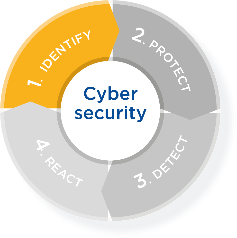 1. IDENTIFY
2. PROTECT
Cyber
security
4. REACT
3. DETECT